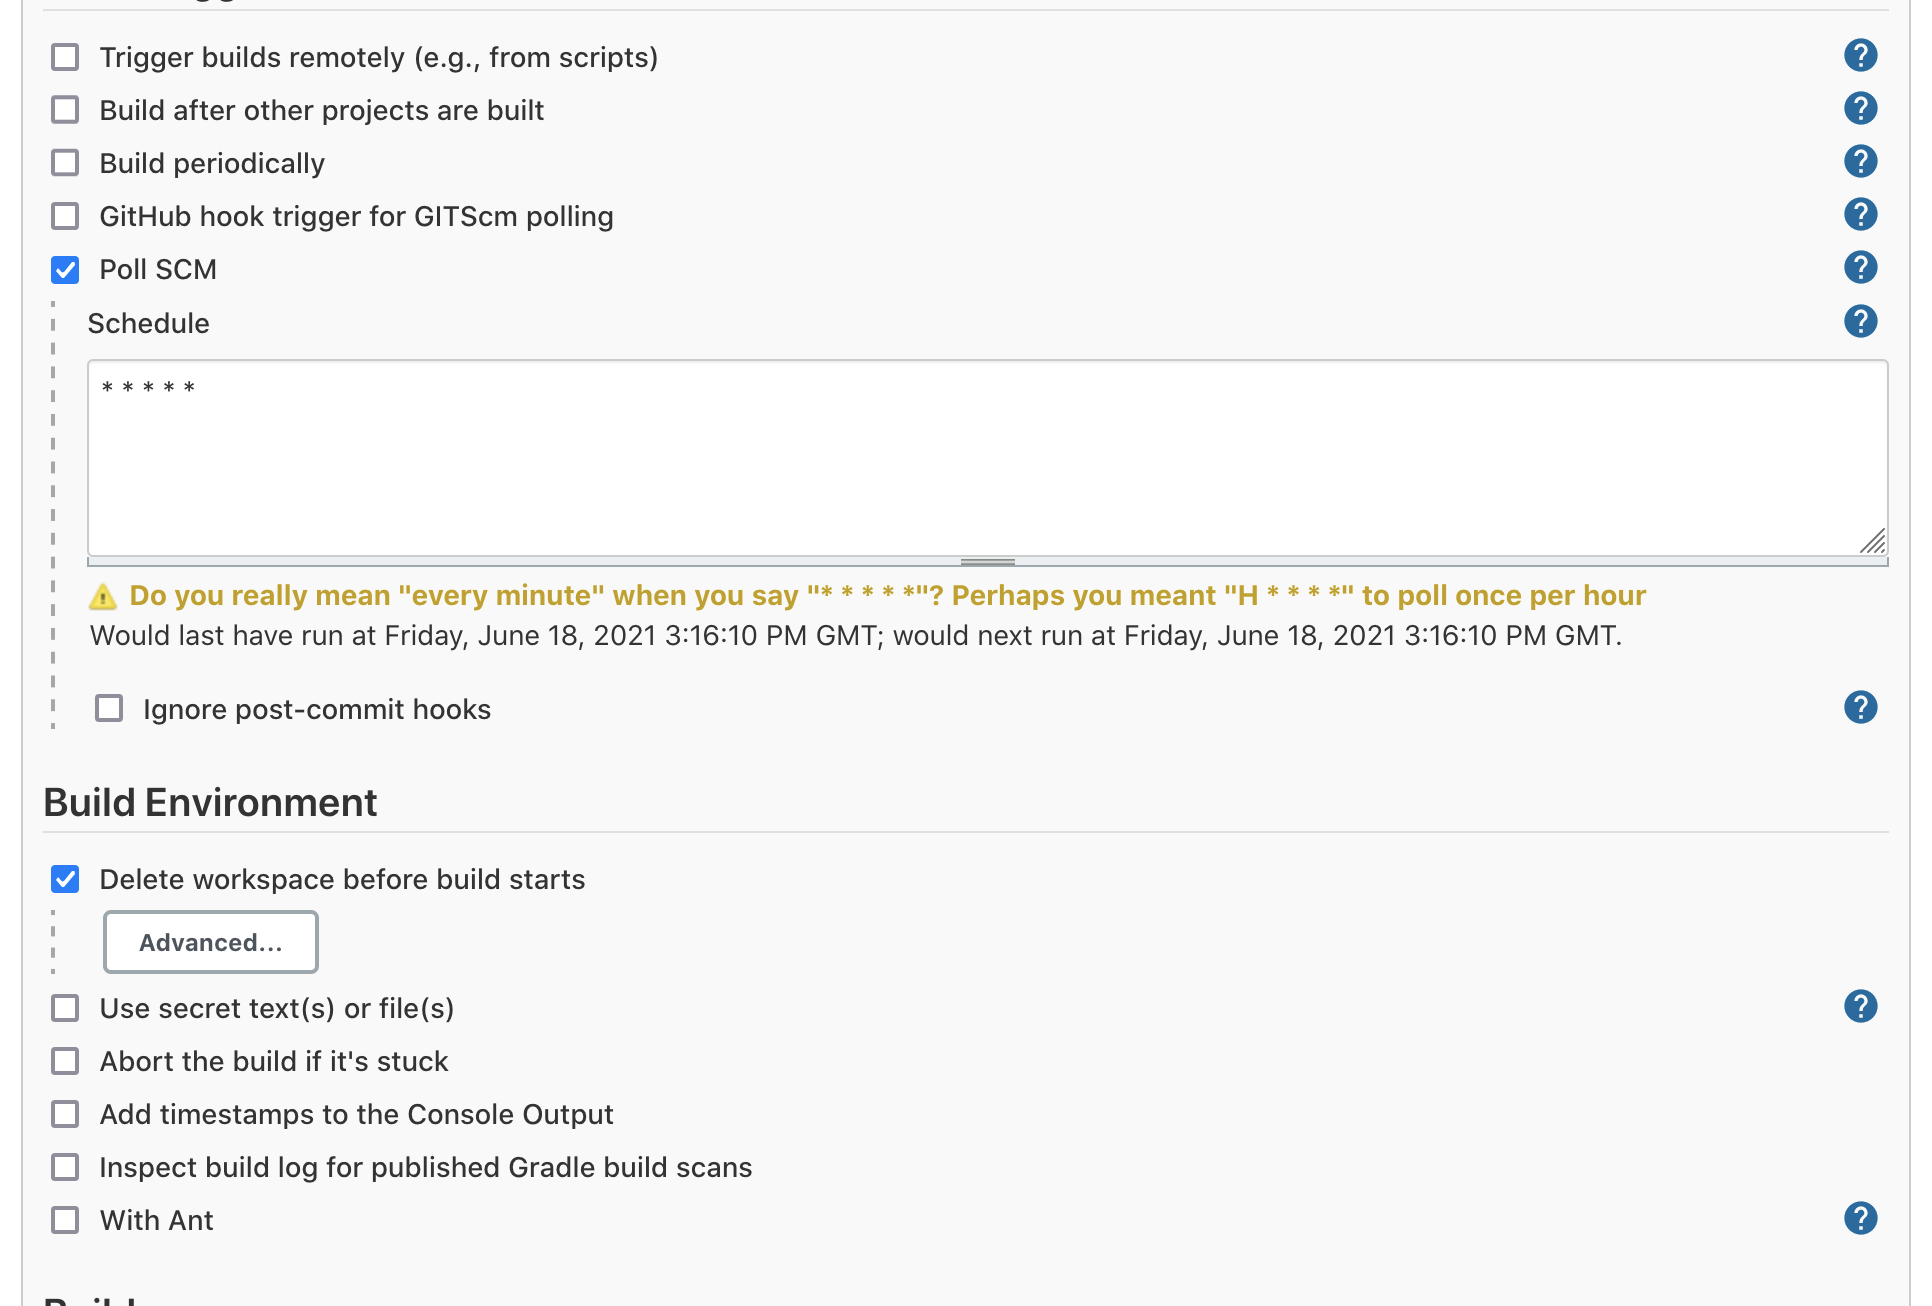 Trigger builds remotely (e.g., from scripts)
?
Build after other projects are built
?
Build periodically
?
GitHub hook trigger for GITScm polling
?
Poll SCM
?
Schedule
?
* * * * *
Do you really mean "every minute" when you say "* * * * *"? Perhaps you meant "H * * * *" to poll once per hour
Would last have run at Friday, June 18, 2021 3:16:10 PM GMT; would next run at Friday, June 18, 2021 3:16:10 PM GMT.
Ignore post-commit hooks
?
Build Environment
Delete workspace before build starts
Advanced...
Use secret text(s) or file(s)
?
Abort the build if it's stuck
Add timestamps to the Console Output
Inspect build log for published Gradle build scans
With Ant
?
Build